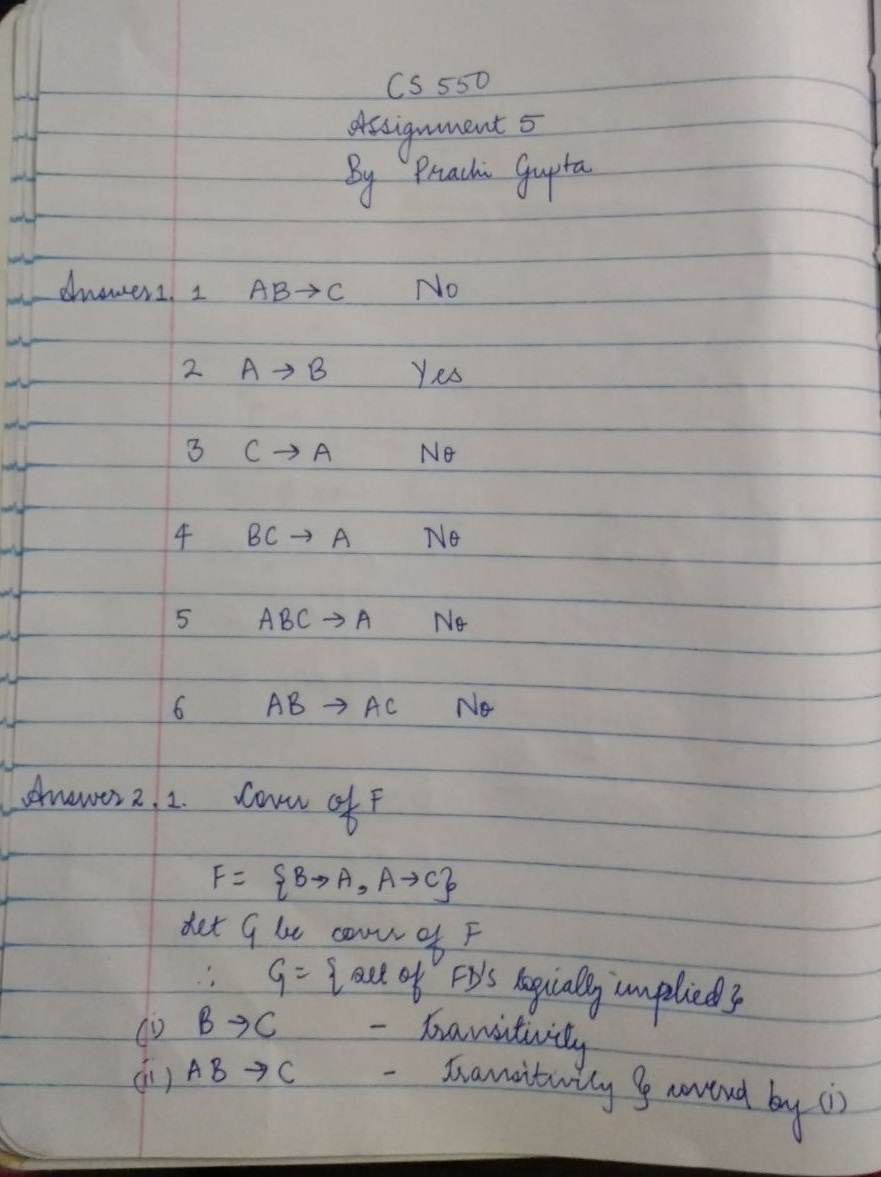 CS 550
Assignment 5
By Prachi Gupta
Answer 1. 1 AB → C No
2 A → B Yes
3 C → A No
4 BC → A No
5 ABC → A No
6 AB → AC No
Answer 2. 1. Cover of F
F = {B → A, A → C}
Let G be cover of F
∴ G = { all of FD's logically implied }
(i) B → C - transitivity
(ii) AB → C - transitivity & covered by (i)